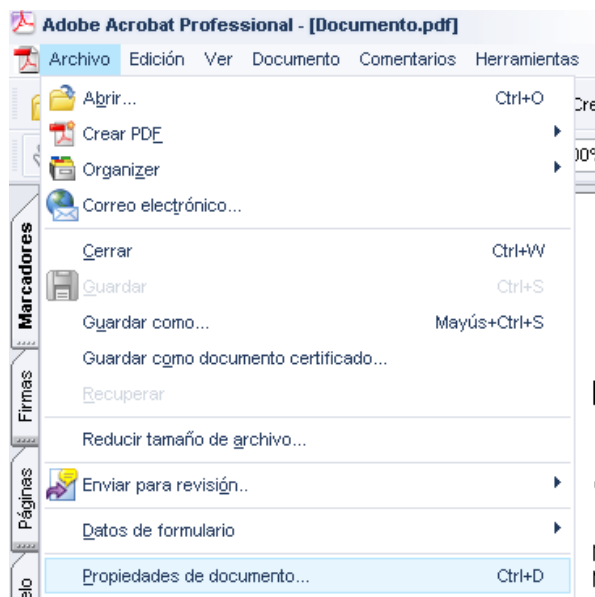 Adobe Acrobat Professional - [Documento.pdf]
Archivo Edición Ver Documento Comentarios Herramientas
Abrir... Ctrl+O
Crear PDF
Organizer
Correo electrónico...
Cerrar Ctrl+W
Guardar Ctrl+S
Guardar como... Mayús+Ctrl+S
Guardar como documento certificado...
Recuperar
Reducir tamaño de archivo...
Enviar para revisión..
Datos de formulario
Propiedades de documento... Ctrl+D
Marcadores
Firmas
Páginas